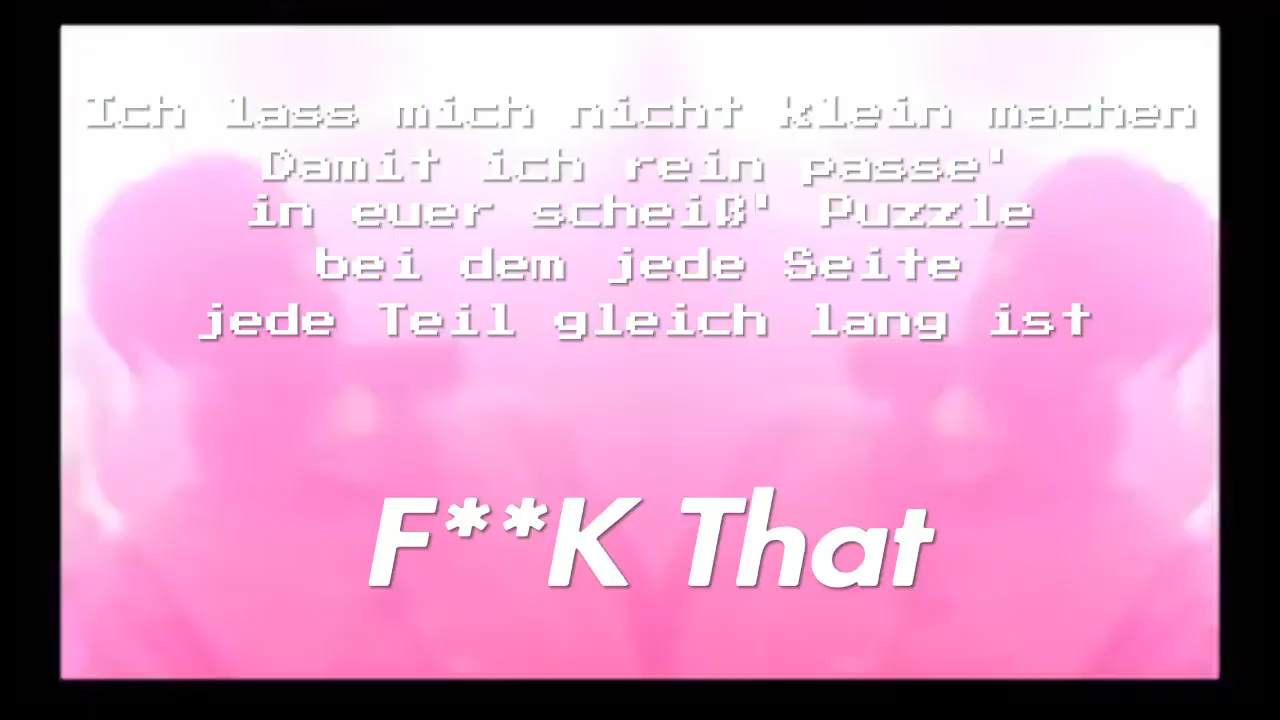 Ich lass mich nicht klein machen
Damit ich rein passe'
in euer scheiß' Puzzle
bei dem jede Seite
jede Teil gleich lang ist
F**K That